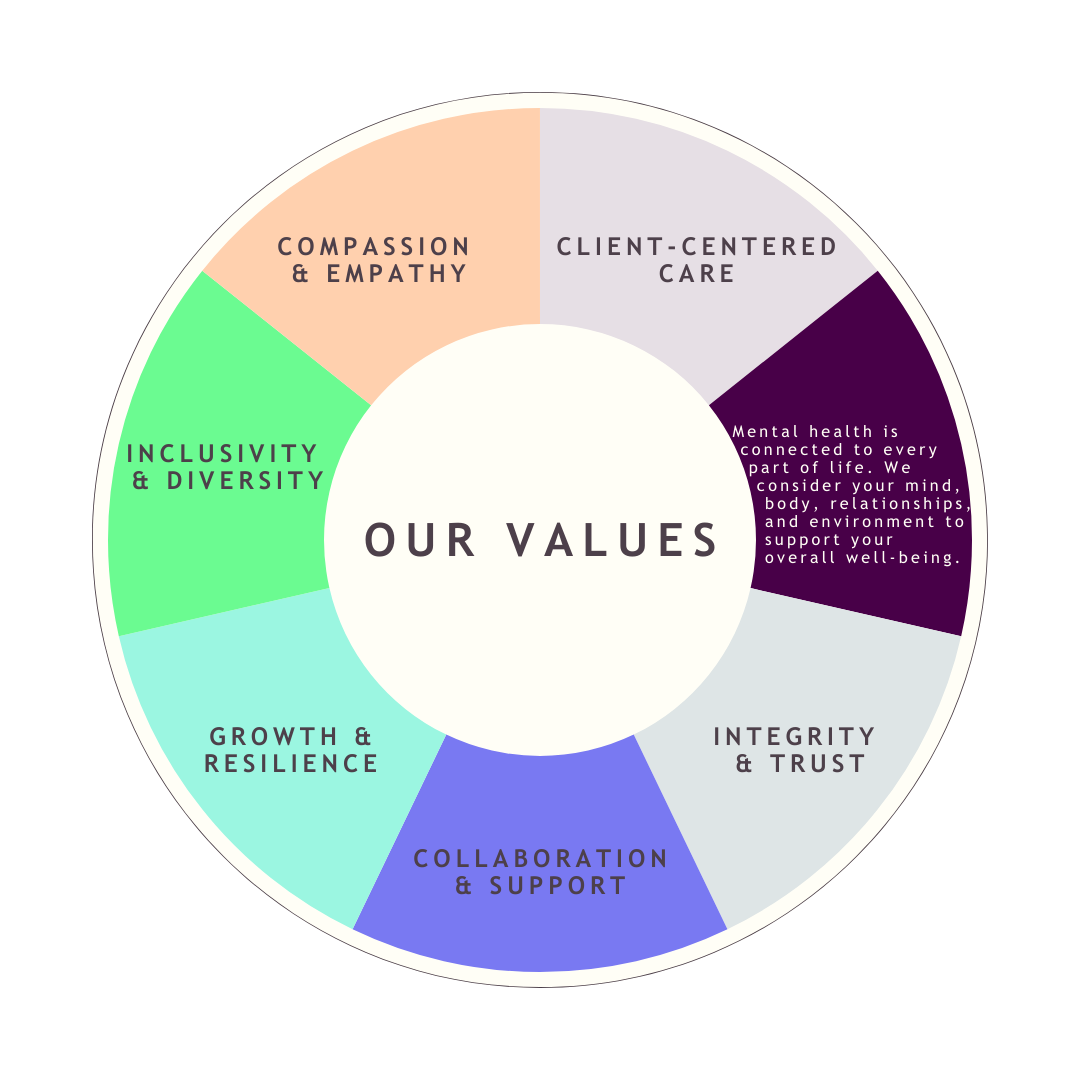 COMPASSION
& EMPATHY
CLIENT-CENTERED
CARE
Mental health is
connected to every
part of life. We
consider your mind,
body, relationships,
and environment to
support your
overall well-being.
INCLUSIVITY
& DIVERSITY
OUR VALUES
GROWTH &
RESILIENCE
INTEGRITY
& TRUST
COLLABORATION
& SUPPORT